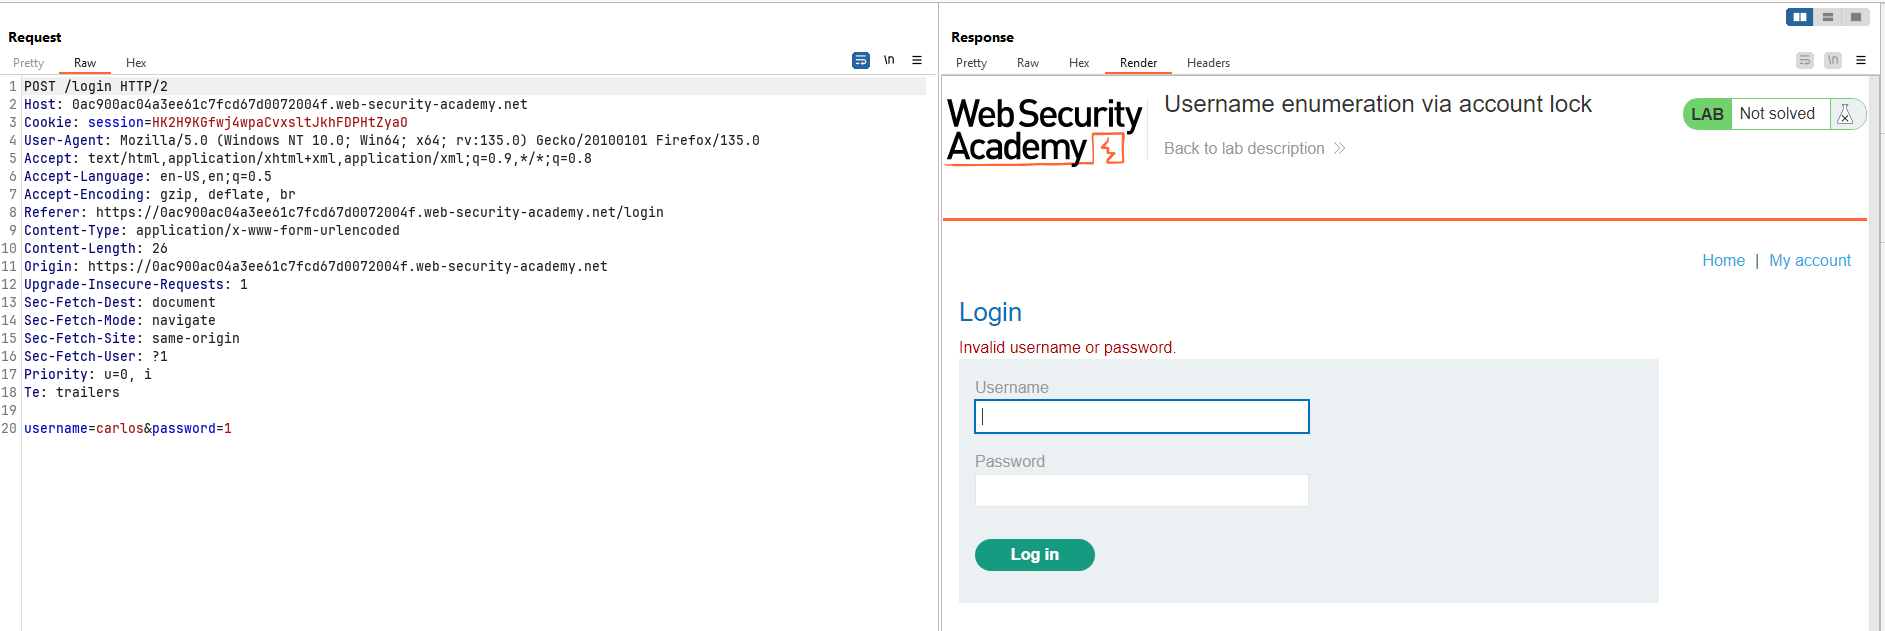 Request
Pretty Raw Hex \n
1 POST /login HTTP/2
2 Host: 0ac900ac04a3ee61c7fcd67d0072004f.web-security-academy.net
3 Cookie: session=HK2H9KGfwj4wpaCvxsltJkhFDPHtZyaO
4 User-Agent: Mozilla/5.0 (Windows NT 10.0; Win64; x64; rv:135.0) Gecko/20100101 Firefox/135.0
5 Accept: text/html,application/xhtml+xml,application/xml;q=0.9,*/*;q=0.8
6 Accept-Language: en-US,en;q=0.5
7 Accept-Encoding: gzip, deflate, br
8 Referer: https://0ac900ac04a3ee61c7fcd67d0072004f.web-security-academy.net/login
9 Content-Type: application/x-www-form-urlencoded
10 Content-Length: 26
11 Origin: https://0ac900ac04a3ee61c7fcd67d0072004f.web-security-academy.net
12 Upgrade-Insecure-Requests: 1
13 Sec-Fetch-Dest: document
14 Sec-Fetch-Mode: navigate
15 Sec-Fetch-Site: same-origin
16 Sec-Fetch-User: ?1
17 Priority: u=0, i
18 Te: trailers
19
20 username=carlos&password=1
Response
Pretty Raw Hex Render Headers \n
Web Security
Academy
Username enumeration via account lock
Back to lab description
LAB Not solved
Home | My account
Login
Invalid username or password.
Username
Password
Log in